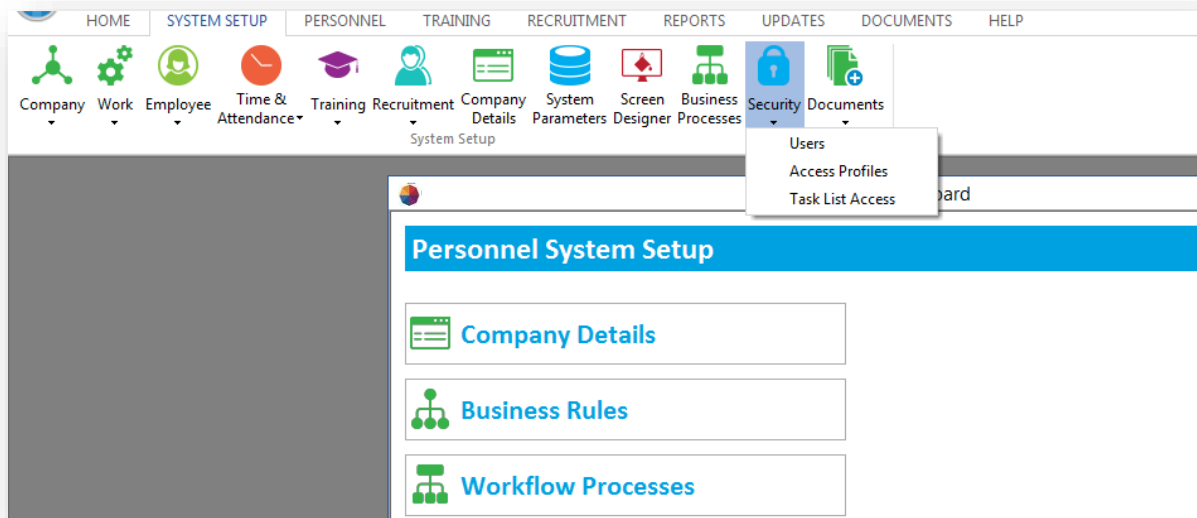 HOME SYSTEM SETUP PERSONNEL TRAINING RECRUITMENT REPORTS UPDATES DOCUMENTS HELP
Company Work Employee Time & Attendance Training Recruitment Company Details System Parameters Screen Designer Business Processes Security Documents
System Setup
Users
Access Profiles
Task List Access
Personnel System Setup
Company Details
Business Rules
Workflow Processes